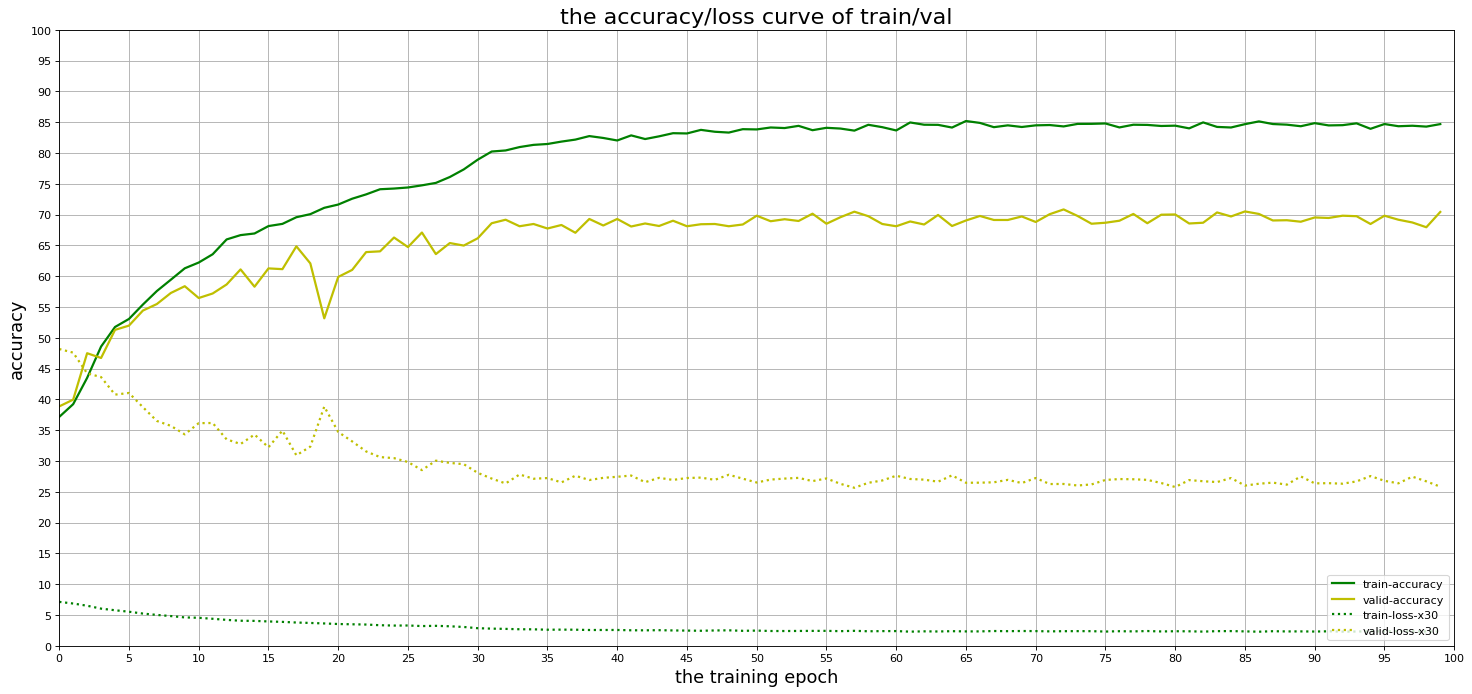 the accuracy/loss curve of train/val
100
95
90
85
80
75
70
65
60
55
50
45
40
35
30
25
20
15
10
5
0
accuracy
train-accuracy
valid-accuracy
train-loss-x30
valid-loss-x30
0 5 10 15 20 25 30 35 40 45 50 55 60 65 70 75 80 85 90 95 100
the training epoch